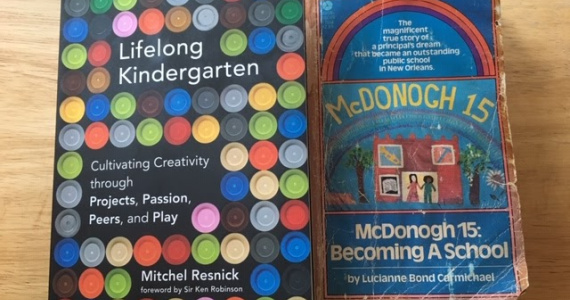 Lifelong
Kindergarten
Cultivating Creativity
through
Projects, Passion,
Peers, and Play
Mitchel Resnick
foreword by Sir Ken Robinson
The
magnificent
true story of
a principal's dream
that became an outstanding
public school
in New Orleans.
McDONOGH 15
McDonogh 15:
Becoming A School
by Lucianne Bond Carmichael